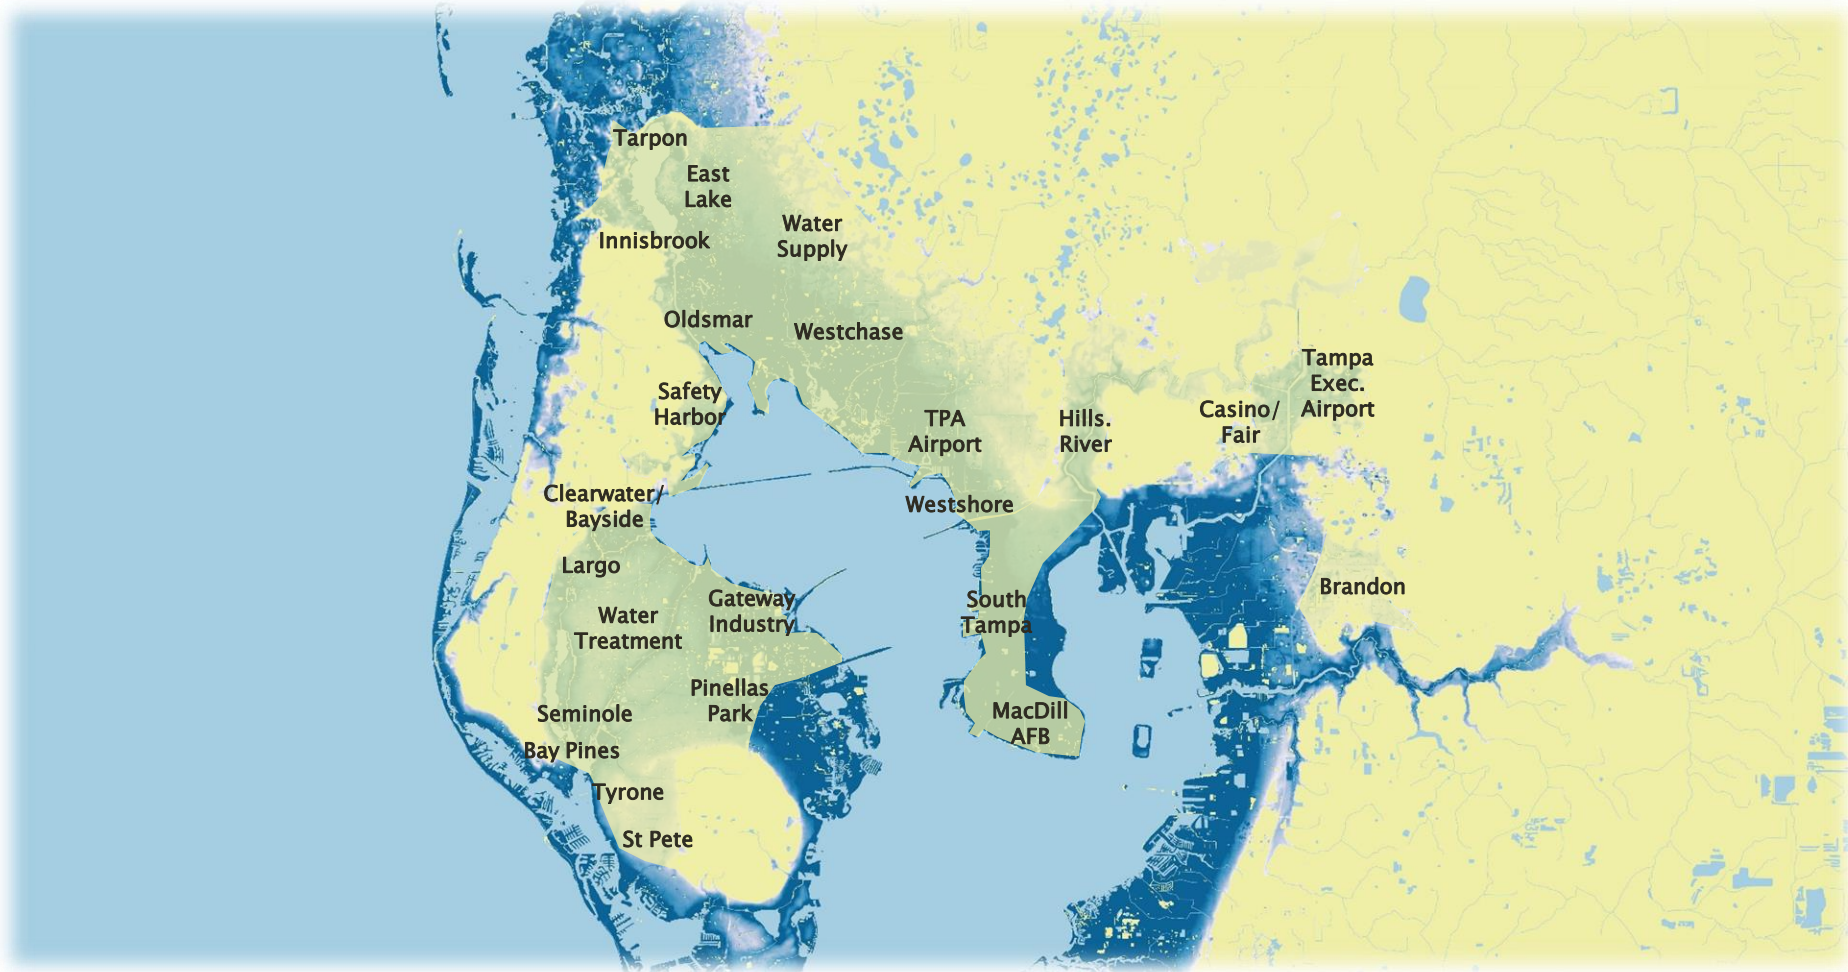 Tarpon
East
Lake
Water
Supply
Innisbrook
Oldsmar
Westchase
Tampa
Exec.
Airport
Safety
Harbor
TPA
Airport
Hills.
River
Casino/
Fair
Clearwater/
Bayside
Westshore
Largo
Brandon
Gateway
Industry
South
Tampa
Water
Treatment
Pinellas
Park
Seminole
MacDill
AFB
Bay Pines
Tyrone
St Pete